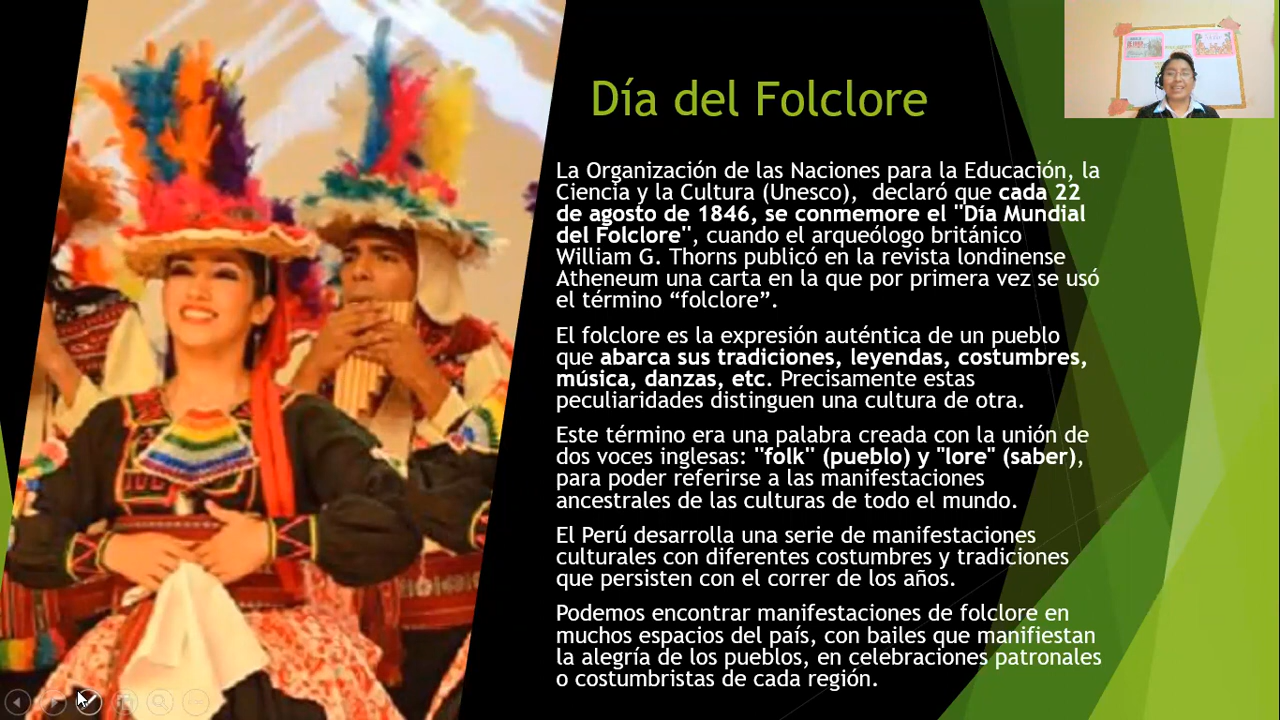 Día del Folclore
La Organización de las Naciones para la Educación, la
Ciencia y la Cultura (Unesco),  declaró que cada 22
de agosto de 1846, se conmemore el "Día Mundial
del Folclore", cuando el arqueólogo británico
William G. Thorns publicó en la revista londinense
Atheneum una carta en la que por primera vez se usó
el término “folclore”.
El folclore es la expresión auténtica de un pueblo
que abarca sus tradiciones, leyendas, costumbres,
música, danzas, etc. Precisamente estas
peculiaridades distinguen una cultura de otra.
Este término era una palabra creada con la unión de
dos voces inglesas: "folk" (pueblo) y "lore" (saber),
para poder referirse a las manifestaciones
ancestrales de las culturas de todo el mundo.
El Perú desarrolla una serie de manifestaciones
culturales con diferentes costumbres y tradiciones
que persisten con el correr de los años.
Podemos encontrar manifestaciones de folclore en
muchos espacios del país, con bailes que manifiestan
la alegría de los pueblos, en celebraciones patronales
o costumbristas de cada región.